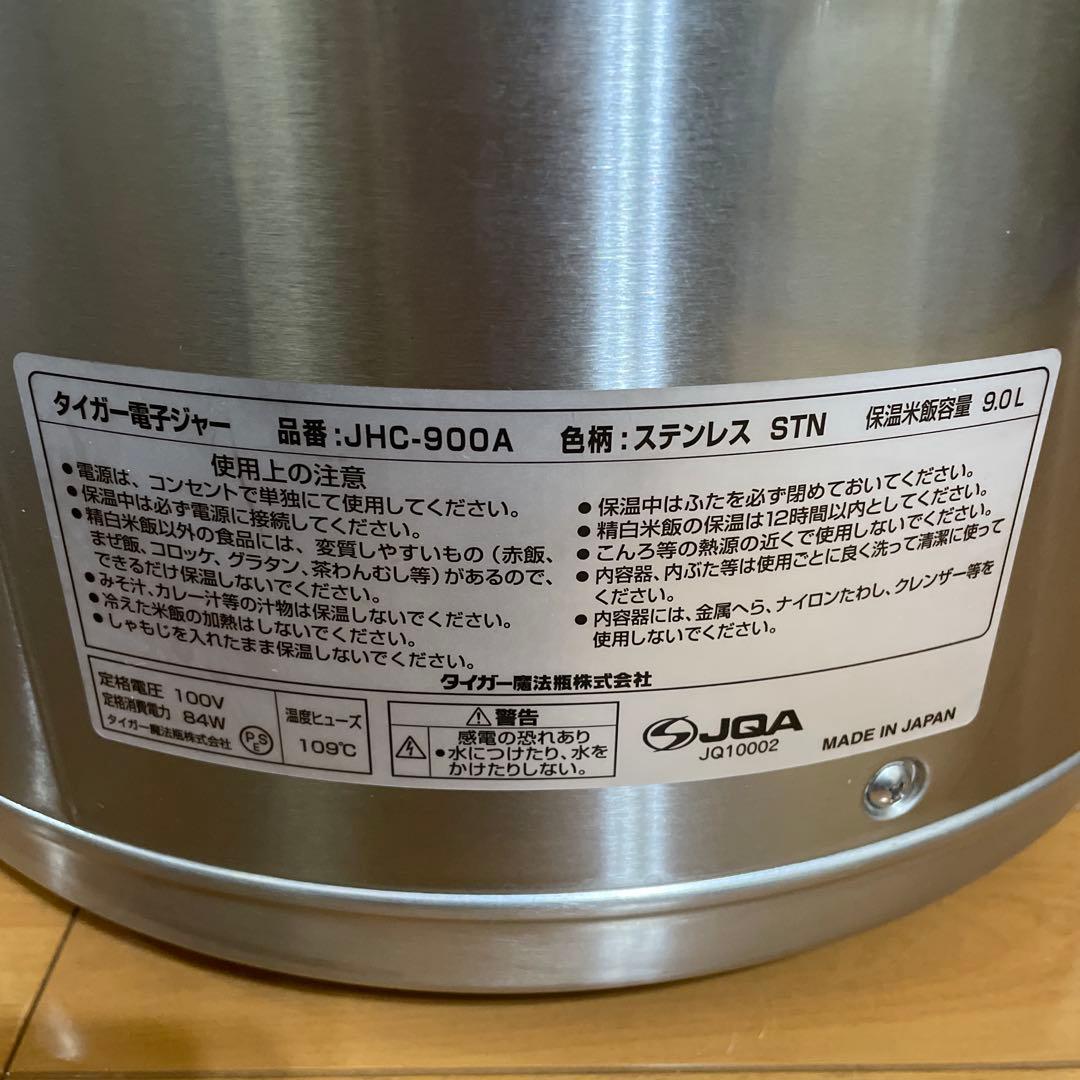 タイガー電子ジャー 品番:JHC-900A 色柄:ステンレス STN 保温米飯容量 9.0L
使用上の注意
●電源は、コンセントで単独にて使用してください。
●保温中は必ず電源に接続してください。
●精白米飯以外の食品には、変質しやすいもの(赤飯、
まぜ飯、コロッケ、グラタン、茶わんむし等)があるので、
できるだけ保温しないでください。
●みそ汁、カレー汁等の汁物は保温しないでください。
●冷えた米飯の加熱はしないでください。
●しゃもじを入れたまま保温しないでください。
●保温中はふたを必ず閉めておいてください。
●精白米飯の保温は12時間以内としてください。
●こんろ等の熱源の近くで使用しないでください。
●内容器、内ぶた等は使用ごとに良く洗って清潔に使って
ください。
●内容器には、金属へら、ナイロンたわし、クレンザー等を
使用しないでください。
タイガー魔法瓶株式会社
定格電圧 100V
定格消費電力 84W
タイガー魔法瓶株式会社
PSE
温度ヒューズ
109℃
⚠警告
感電の恐れあり
●水につけたり、水を
かけたりしない。
JQA
JQ10002
MADE IN JAPAN